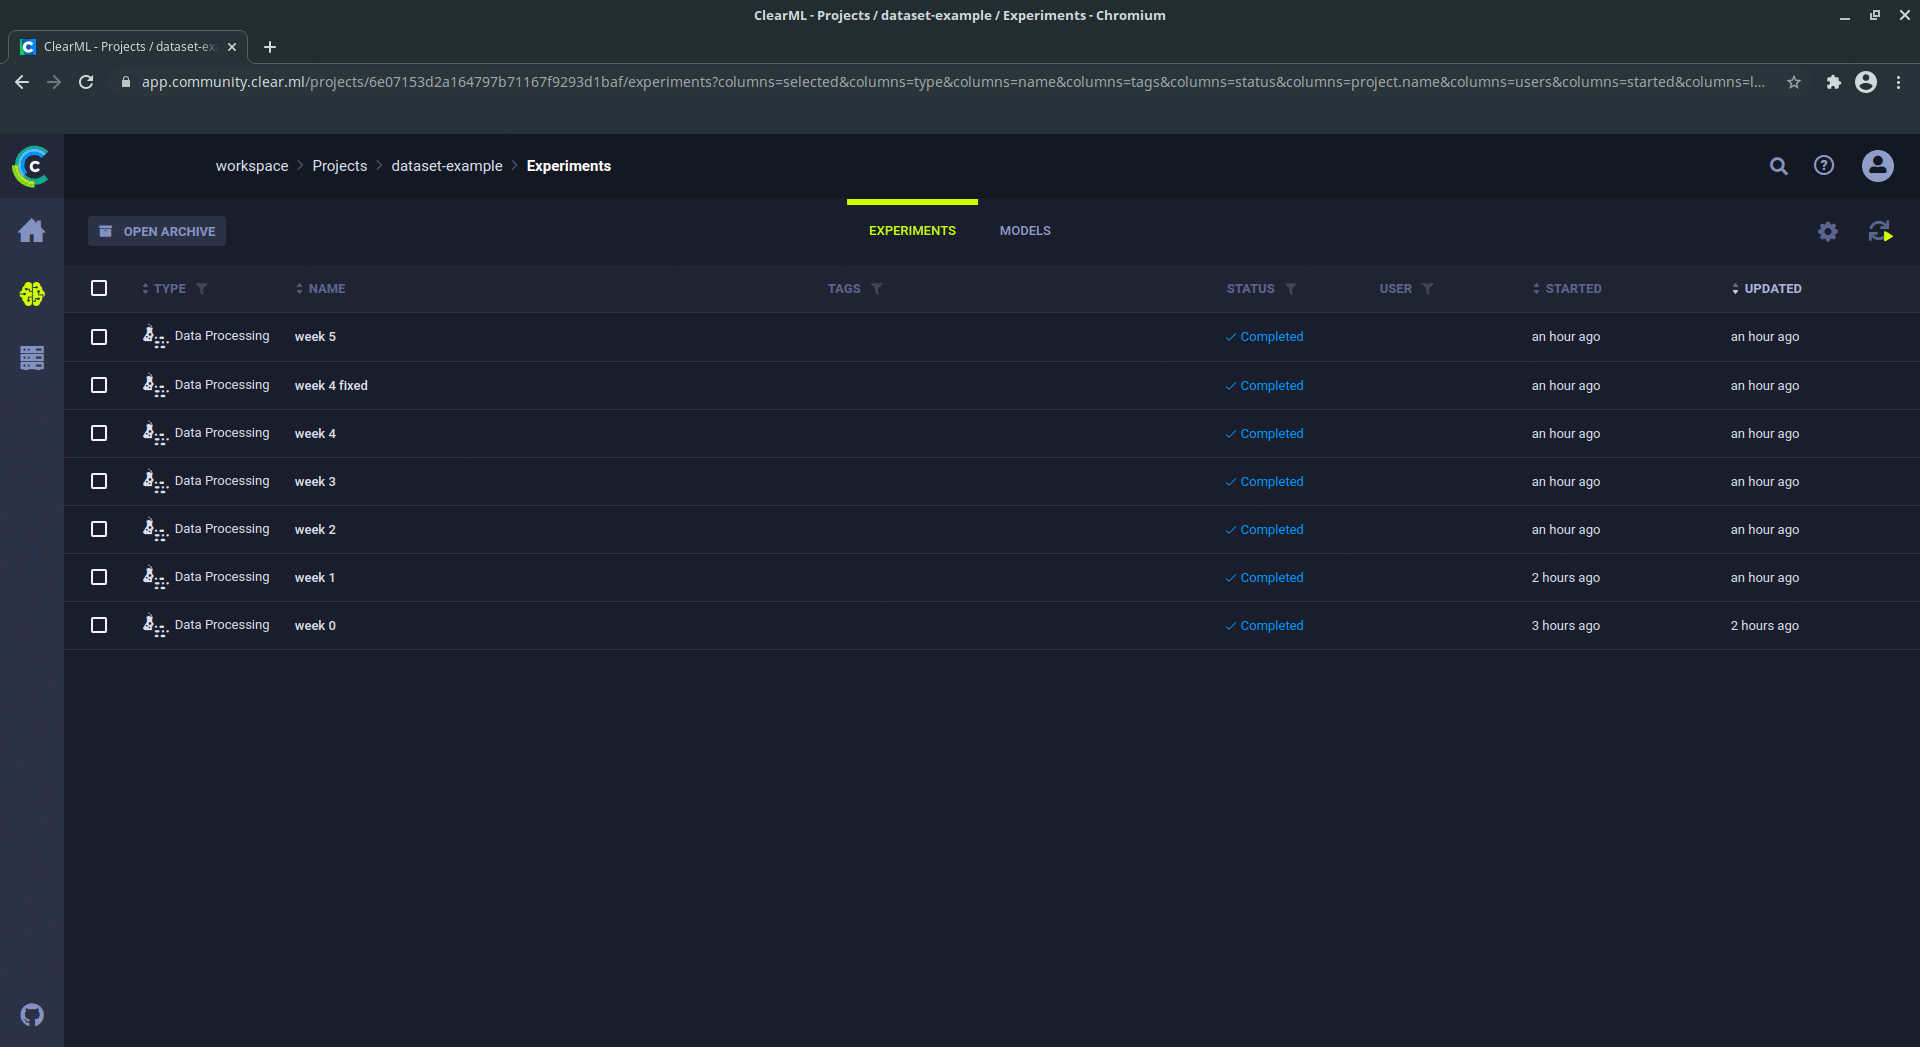 ClearML - Projects / dataset-example / Experiments - Chromium
ClearML - Projects / dataset-ex
app.community.clear.ml/projects/6e07153d2a164797b71167f9293d1baf/experiments?columns=selected&columns=type&columns=name&columns=tags&columns=status&columns=project.name&columns=users&columns=started&columns=l...
workspace > Projects > dataset-example > Experiments
OPEN ARCHIVE EXPERIMENTS MODELS
TYPE NAME TAGS STATUS USER STARTED UPDATED
Data Processing week 5 Completed an hour ago an hour ago
Data Processing week 4 fixed Completed an hour ago an hour ago
Data Processing week 4 Completed an hour ago an hour ago
Data Processing week 3 Completed an hour ago an hour ago
Data Processing week 2 Completed an hour ago an hour ago
Data Processing week 1 Completed 2 hours ago an hour ago
Data Processing week 0 Completed 3 hours ago 2 hours ago